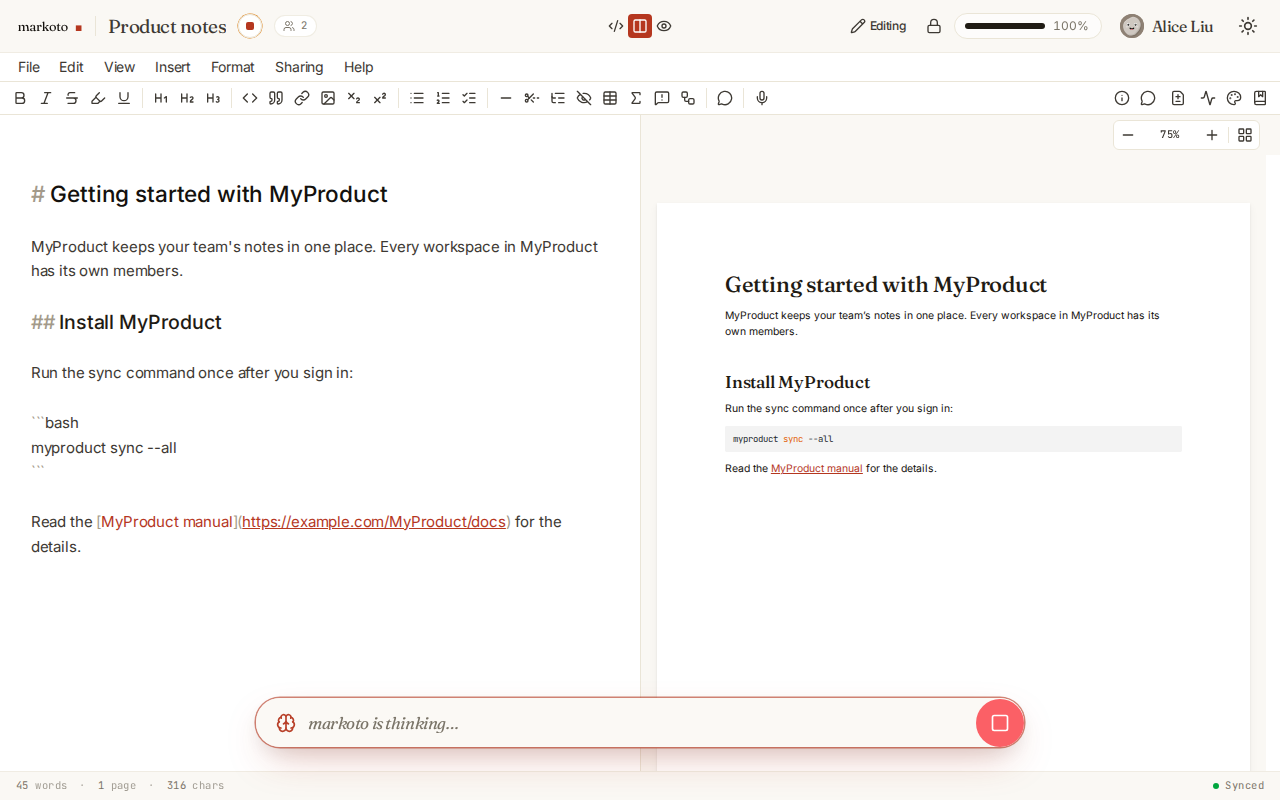 markoto
Product notes
2
Editing
100%
Alice Liu
File Edit View Insert Format Sharing Help
H1 H2 H3
75%
# Getting started with MyProduct
MyProduct keeps your team's notes in one place. Every workspace in MyProduct
has its own members.
## Install MyProduct
Run the sync command once after you sign in:
```bash
myproduct sync --all
```
Read the [MyProduct manual](https://example.com/MyProduct/docs) for the
details.
Getting started with MyProduct
MyProduct keeps your team's notes in one place. Every workspace in MyProduct has its
own members.
Install MyProduct
Run the sync command once after you sign in:
myproduct sync --all
Read the MyProduct manual for the details.
markoto is thinking...
45 words · 1 page · 316 chars
Synced